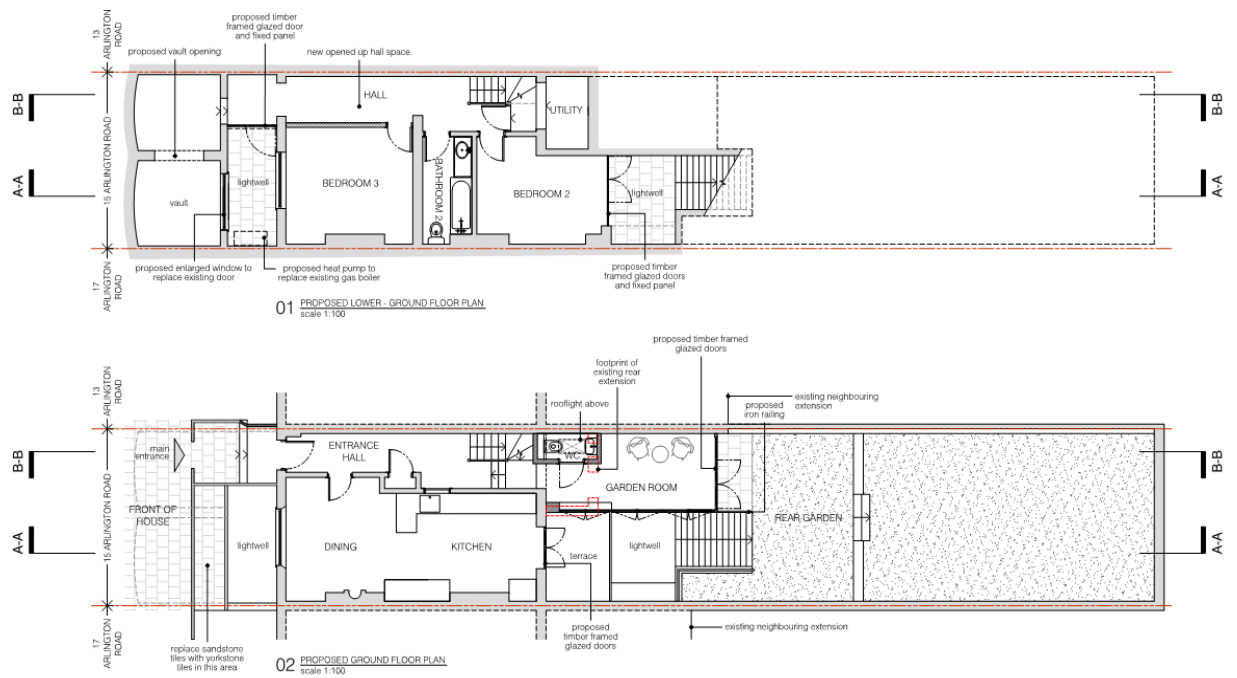 proposed timber
framed glazed door
and fixed panel
proposed vault opening
new opened up hall space
13
ARLINGTON
ROAD
B-B
B-B
HALL
UTILITY
15 ARLINGTON ROAD
A-A
A-A
lightwell
vault
BEDROOM 3
BATHROOM 2
BEDROOM 2
lightwell
proposed enlarged window to
replace existing door
proposed heat pump to
replace existing gas boiler
proposed timber
framed glazed doors
and fixed panel
17
ARLINGTON
ROAD
01 PROPOSED LOWER - GROUND FLOOR PLAN
scale 1:100
proposed timber framed
glazed doors
footprint of
existing rear
extension
rooflight above
existing neighbouring
extension
proposed
iron railing
13
ARLINGTON
ROAD
B-B
B-B
main
entrance
ENTRANCE
HALL
WC
GARDEN ROOM
15 ARLINGTON ROAD
FRONT OF
HOUSE
REAR GARDEN
A-A
A-A
lightwell
DINING
KITCHEN
terrace
lightwell
17
ARLINGTON
ROAD
replace sandstone
tiles with yorkstone
tiles in this area
proposed
timbor framed
glazed doors
existing neighbouring extension
02 PROPOSED GROUND FLOOR PLAN
scale 1:100